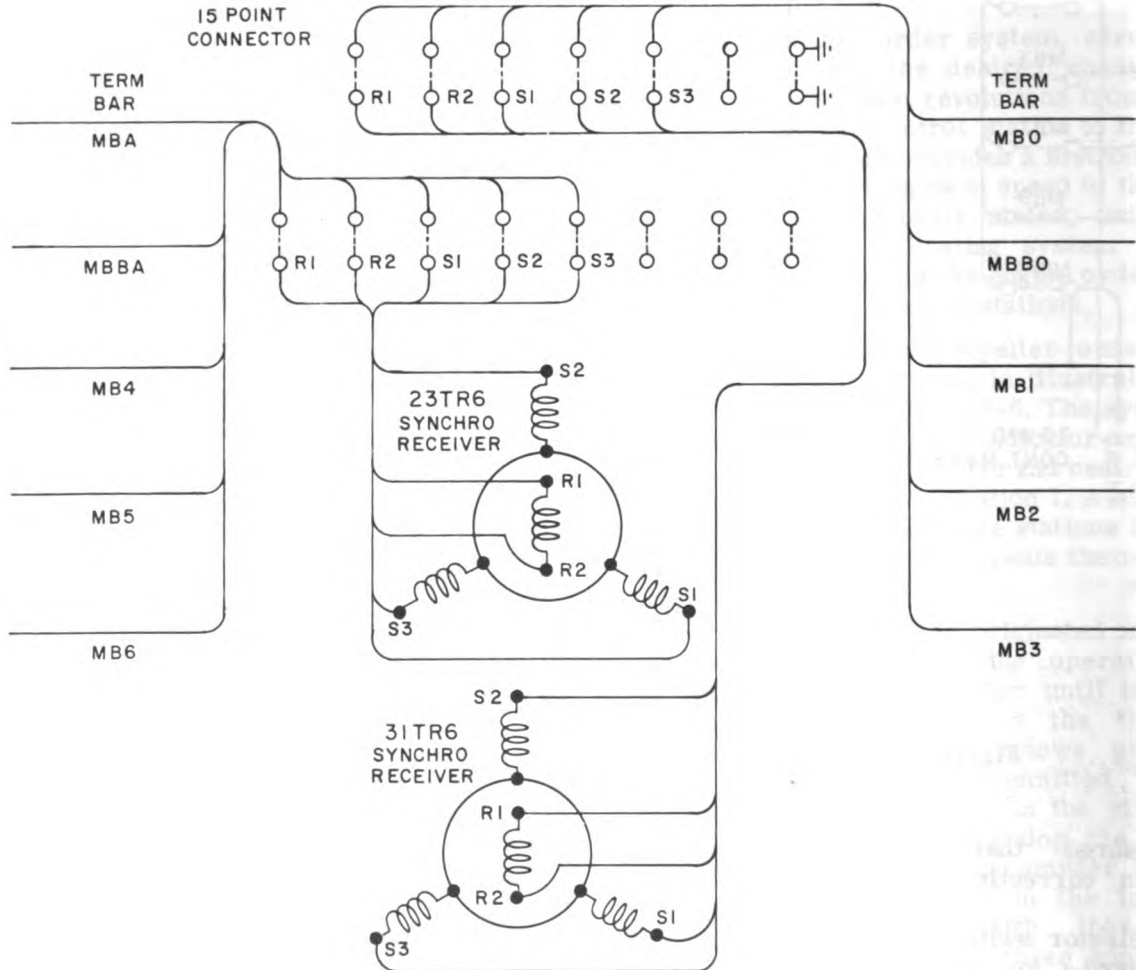 15 POINT
CONNECTOR
TERM
BAR
MBA
MBBA
MB4
MB5
MB6
R1 R2 S1 S2 S3
R1 R2 S1 S2 S3
TERM
BAR
MBO
MBBO
MB1
MB2
MB3
S2
23TR6
SYNCHRO
RECEIVER
R1
R2
S3
S1
S2
31TR6
SYNCHRO
RECEIVER
R1
R2
S3
S1